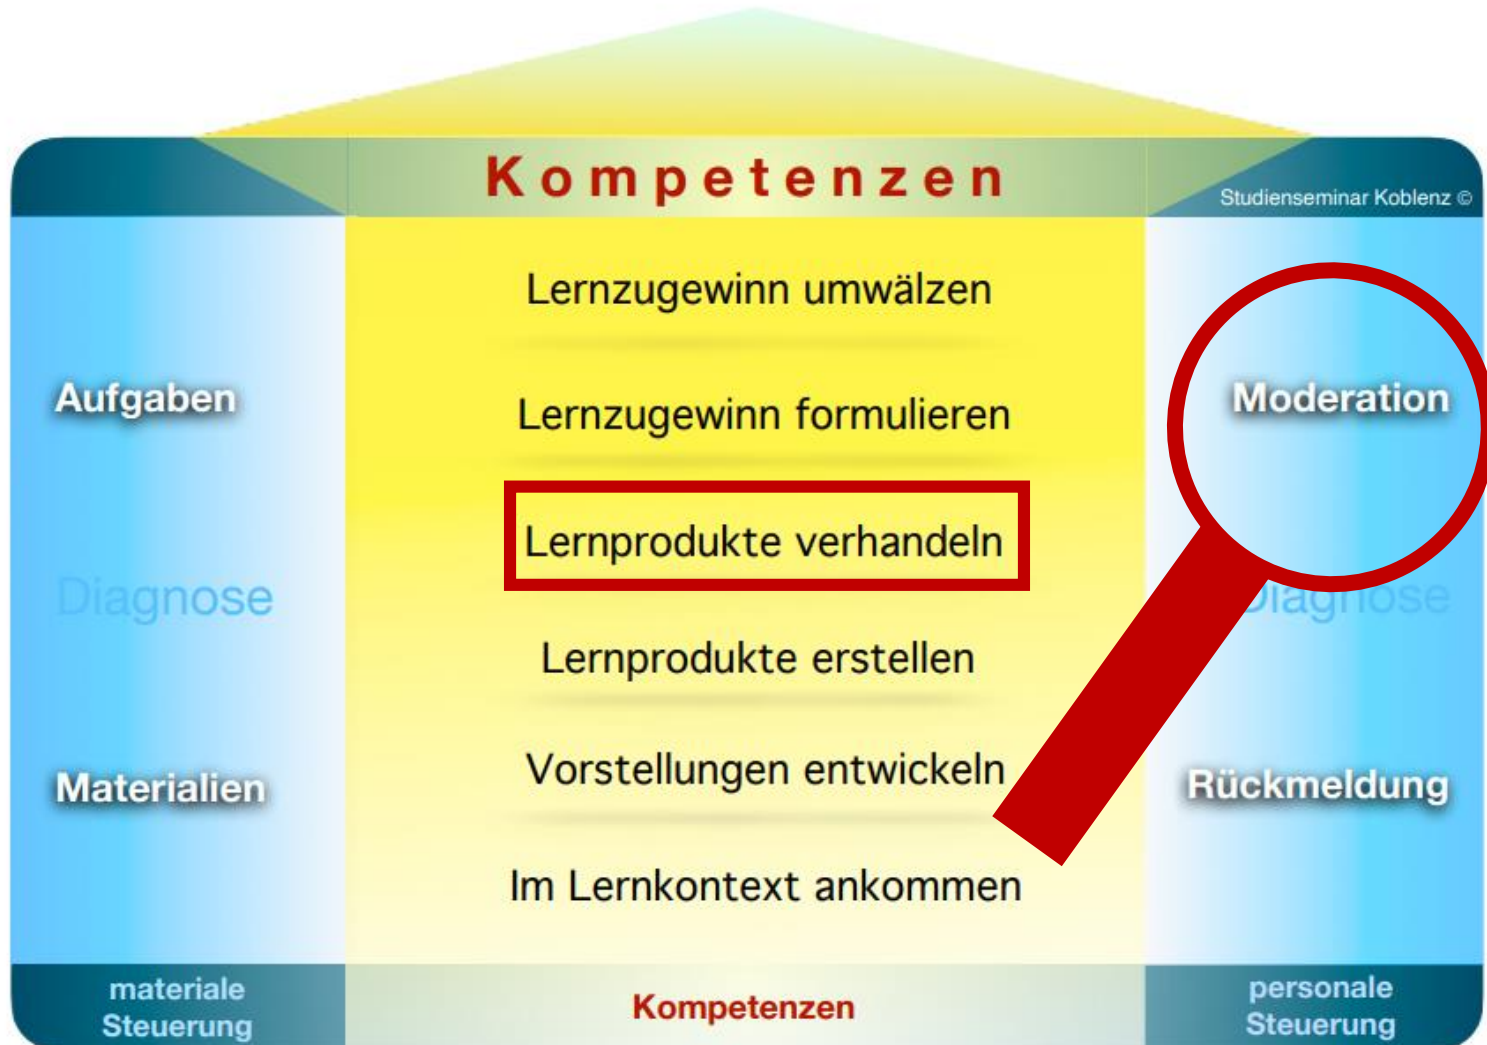 Kompetenzen
Studienseminar Koblenz ©
Lernzugewinn umwälzen
Aufgaben
Lernzugewinn formulieren
Moderation
Lernprodukte verhandeln
Diagnose
Diagnose
Lernprodukte erstellen
Materialien
Vorstellungen entwickeln
Rückmeldung
Im Lernkontext ankommen
materiale
Steuerung
Kompetenzen
personale
Steuerung